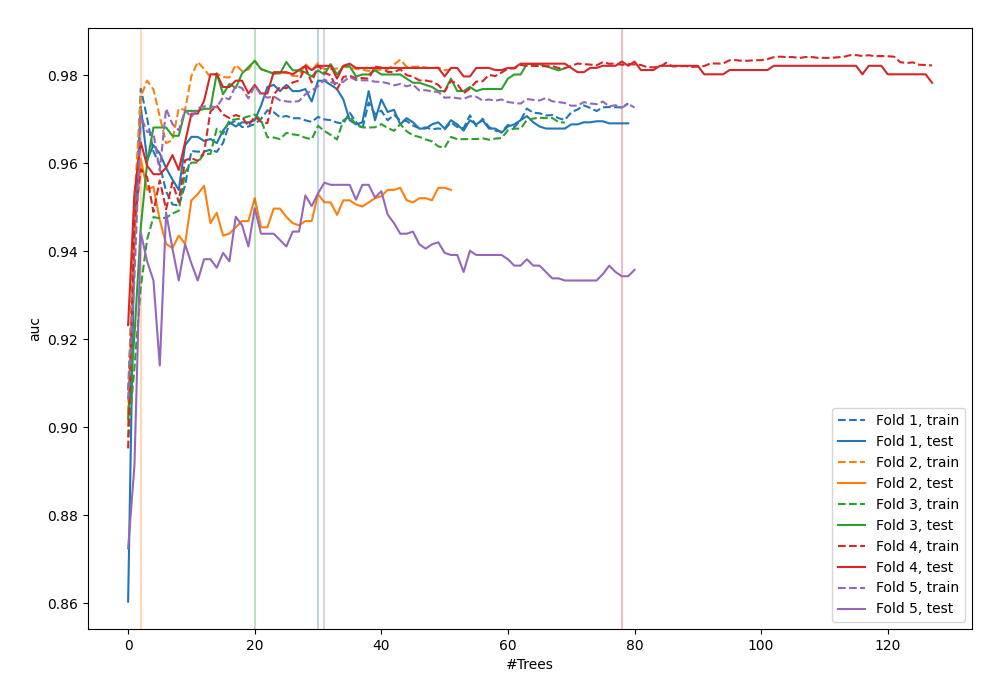 0.98
0.96
0.94
0.92
0.90
0.88
0.86
auc
0
20
40
60
80
100
120
#Trees
Fold 1, train
Fold 1, test
Fold 2, train
Fold 2, test
Fold 3, train
Fold 3, test
Fold 4, train
Fold 4, test
Fold 5, train
Fold 5, test